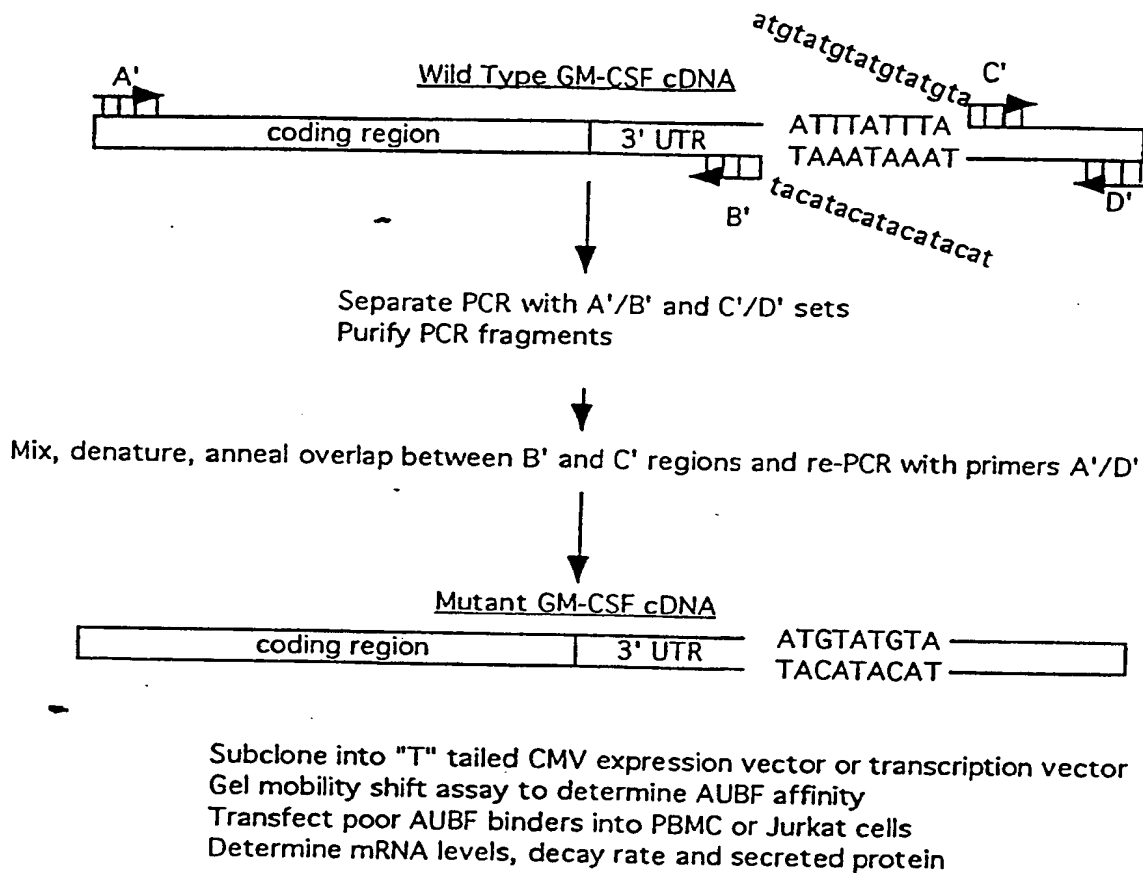 atgtatgtatgtatgta
A'
Wild Type GM-CSF cDNA
C'
coding region
3' UTR
ATTTATTTA
TAAATAAAT
B'
tacatacatacatacat
D'
Separate PCR with A'/B' and C'/D' sets
Purify PCR fragments
Mix, denature, anneal overlap between B' and C' regions and re-PCR with primers A'/D'
Mutant GM-CSF cDNA
coding region
3' UTR
ATGTATGTA
TACATACAT
Subclone into "T" tailed CMV expression vector or transcription vector
Gel mobility shift assay to determine AUBF affinity
Transfect poor AUBF binders into PBMC or Jurkat cells
Determine mRNA levels, decay rate and secreted protein